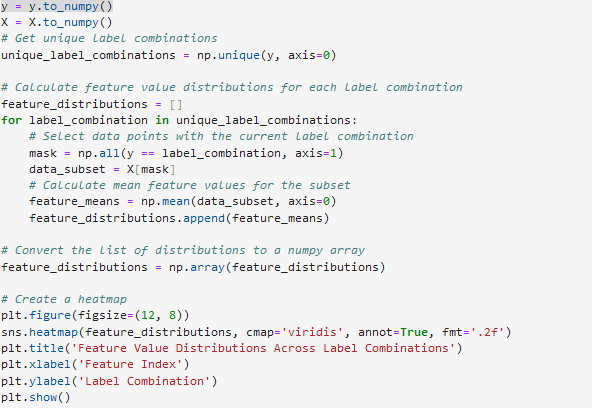 y = y.to_numpy()
X = X.to_numpy()
# Get unique label combinations
unique_label_combinations = np.unique(y, axis=0)

# Calculate feature value distributions for each label combination
feature_distributions = []
for label_combination in unique_label_combinations:
    # Select data points with the current label combination
    mask = np.all(y == label_combination, axis=1)
    data_subset = X[mask]
    # Calculate mean feature values for the subset
    feature_means = np.mean(data_subset, axis=0)
    feature_distributions.append(feature_means)

# Convert the list of distributions to a numpy array
feature_distributions = np.array(feature_distributions)

# Create a heatmap
plt.figure(figsize=(12, 8))
sns.heatmap(feature_distributions, cmap='viridis', annot=True, fmt='.2f')
plt.title('Feature Value Distributions Across Label Combinations')
plt.xlabel('Feature Index')
plt.ylabel('Label Combination')
plt.show()